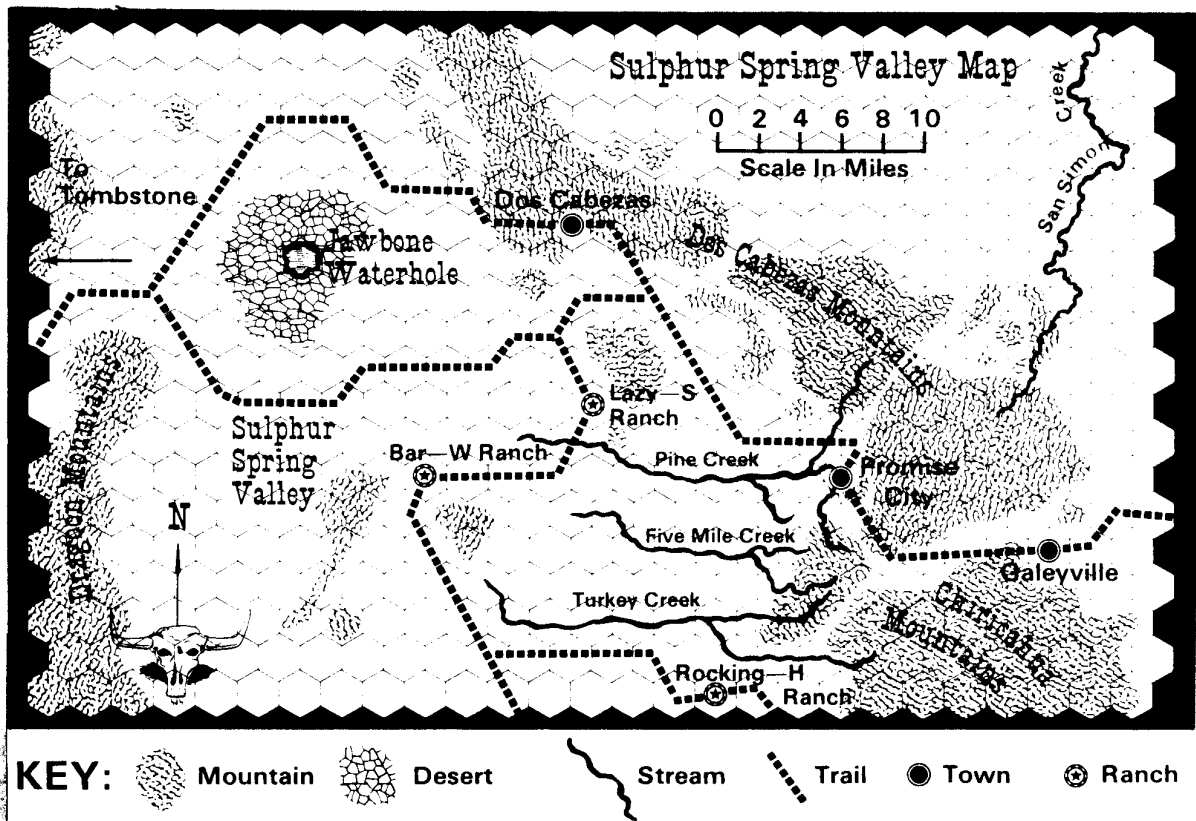 Sulphur Spring Valley Map
0 2 4 6 8 10
Scale In Miles
San Simon Creek
To
Tombstone
Dos Cabezas
Jawbone
Waterhole
Dos Cabezas Mountains
Dragoon Mountains
Lazy—S
Ranch
Sulphur
Spring
Valley
Bar—W Ranch
Pine Creek
Promise
City
N
Five Mile Creek
Galeyville
Turkey Creek
Chiricahua
Mountains
Rocking—H
Ranch
KEY: Mountain Desert Stream Trail Town Ranch